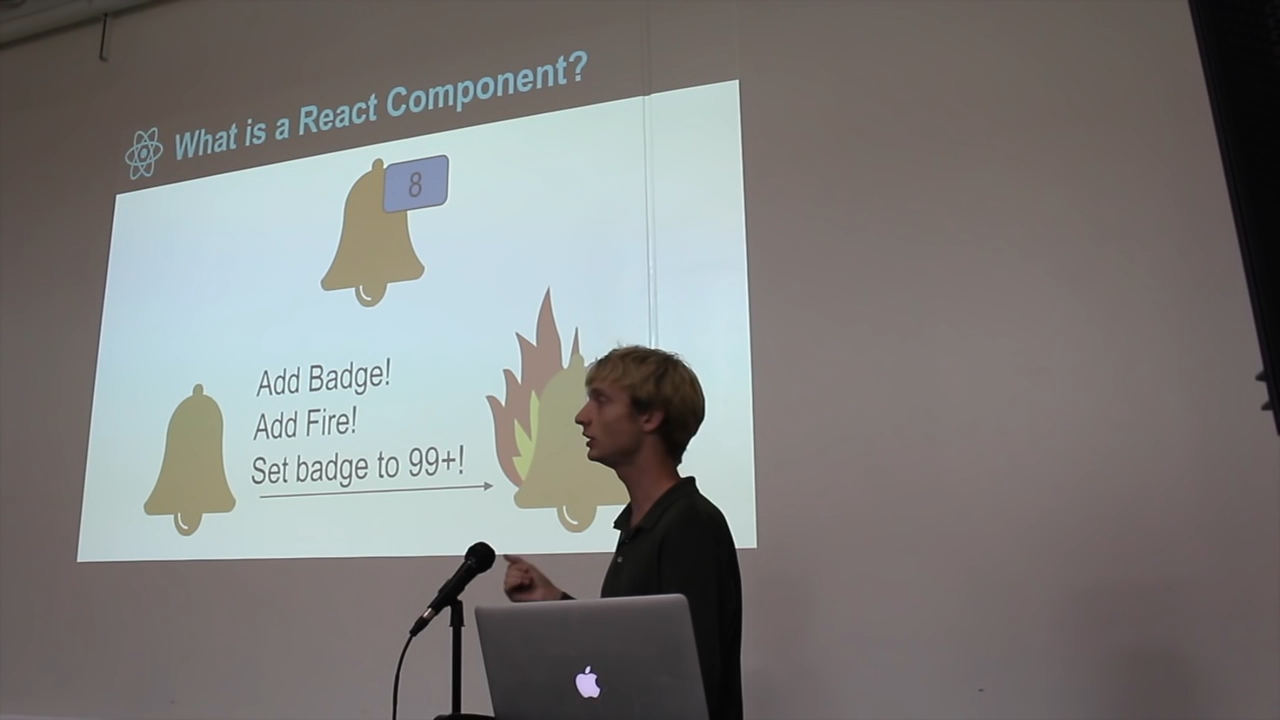 What is a React Component?
8
Add Badge!
Add Fire!
Set badge to 99+!